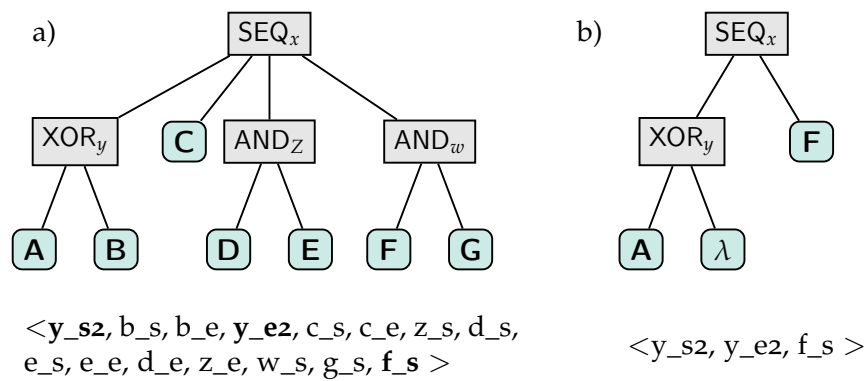 a)
SEQx
XORy
C
ANDZ
ANDw
A
B
D
E
F
G
<y_s2, b_s, b_e, y_e2, c_s, c_e, z_s, d_s,
e_s, e_e, d_e, z_e, w_s, g_s, f_s >
b)
SEQx
XORy
F
A
λ
<y_s2, y_e2, f_s >